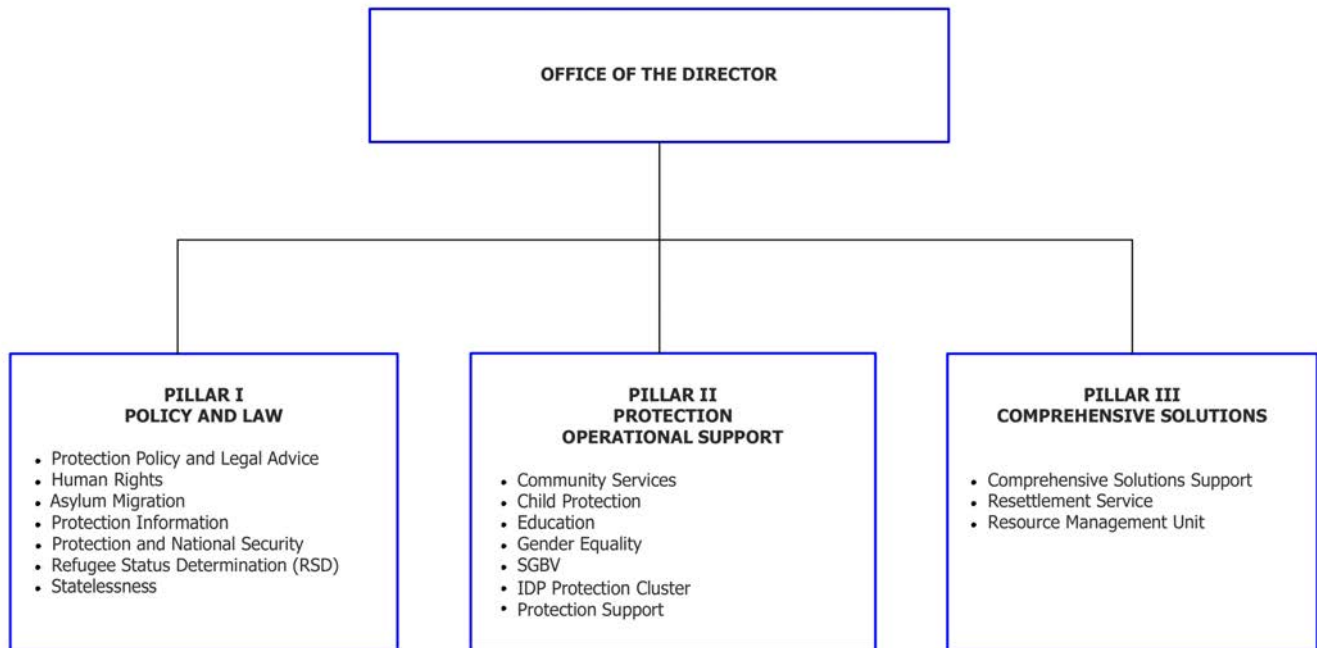 OFFICE OF THE DIRECTOR
PILLAR I
POLICY AND LAW
• Protection Policy and Legal Advice
• Human Rights
• Asylum Migration
• Protection Information
• Protection and National Security
• Refugee Status Determination (RSD)
• Statelessness
PILLAR II
PROTECTION
OPERATIONAL SUPPORT
• Community Services
• Child Protection
• Education
• Gender Equality
• SGBV
• IDP Protection Cluster
• Protection Support
PILLAR III
COMPREHENSIVE SOLUTIONS
• Comprehensive Solutions Support
• Resettlement Service
• Resource Management Unit